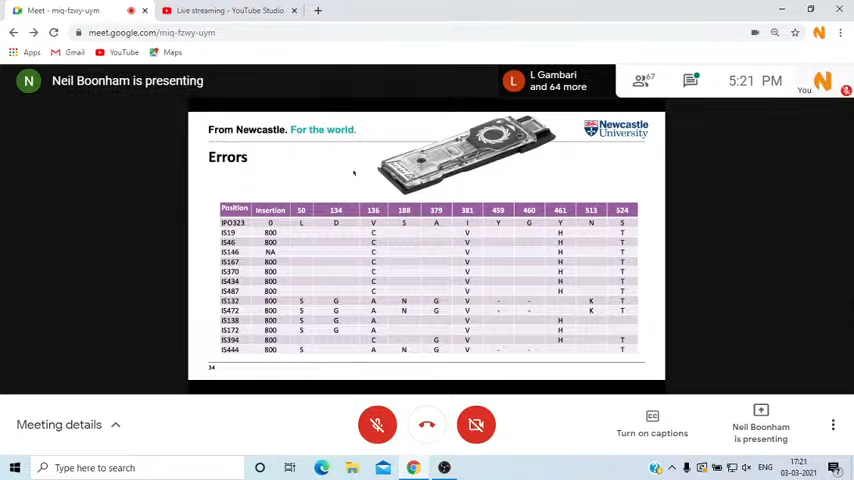 Meet - miq-fzwy-uym
Live streaming - YouTube Studio
meet.google.com/miq-fzwy-uym
Apps Gmail YouTube Maps
N Neil Boonham is presenting
L L Gambari and 64 more
67
5:21 PM
You
From Newcastle. For the world.
Newcastle University
Errors
Position Insertion 50 134 136 188 379 381 459 460 461 513 524
IPO323 0 L D V S A I Y G Y N S
IS19 800 C V H T
IS46 800 C V H T
IS146 NA C V H T
IS167 800 C V H T
IS370 800 C V H T
IS434 800 C V H T
IS487 800 C V H T
IS132 800 S G A N G V - - K T
IS472 800 S G A N G V - - K T
IS138 800 S G A V H
IS172 800 S G A V H
IS394 800 C G V H T
IS444 800 S A N G V - - T
34
Meeting details
Turn on captions
Neil Boonham is presenting
Type here to search
ENG
17:21
03-03-2021